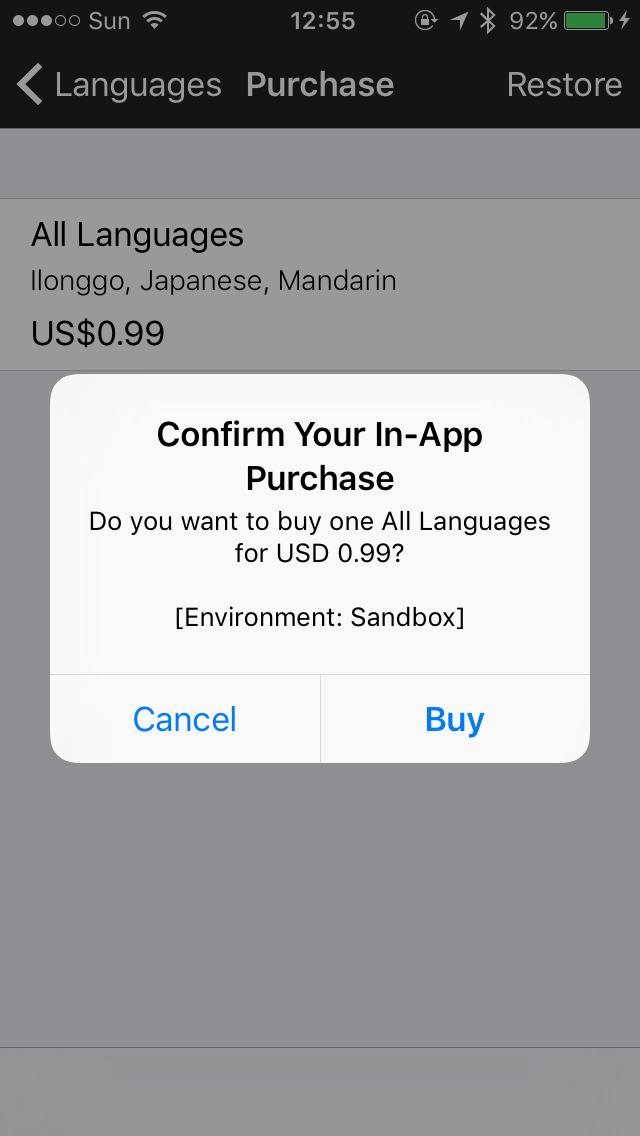 Sun 12:55 92%
Languages Purchase Restore
All Languages
Ilonggo, Japanese, Mandarin
US$0.99
Confirm Your In-App
Purchase
Do you want to buy one All Languages
for USD 0.99?
[Environment: Sandbox]
Cancel Buy